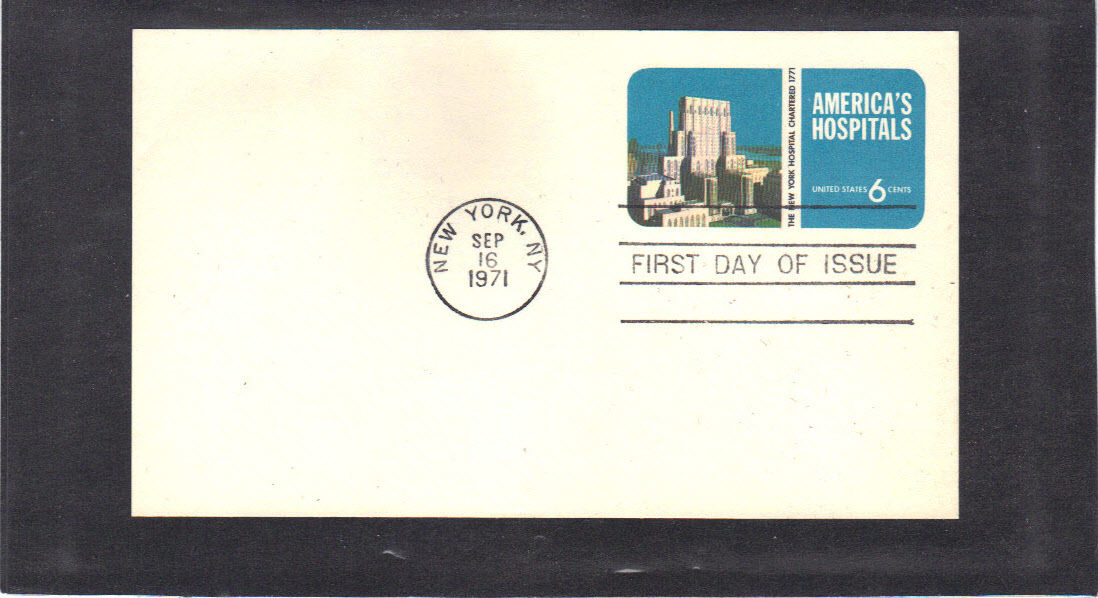 THE NEW YORK HOSPITAL CHARTERED 1771
AMERICA'S
HOSPITALS
UNITED STATES 6 CENTS
NEW YORK, NY
SEP
16
1971
FIRST DAY OF ISSUE